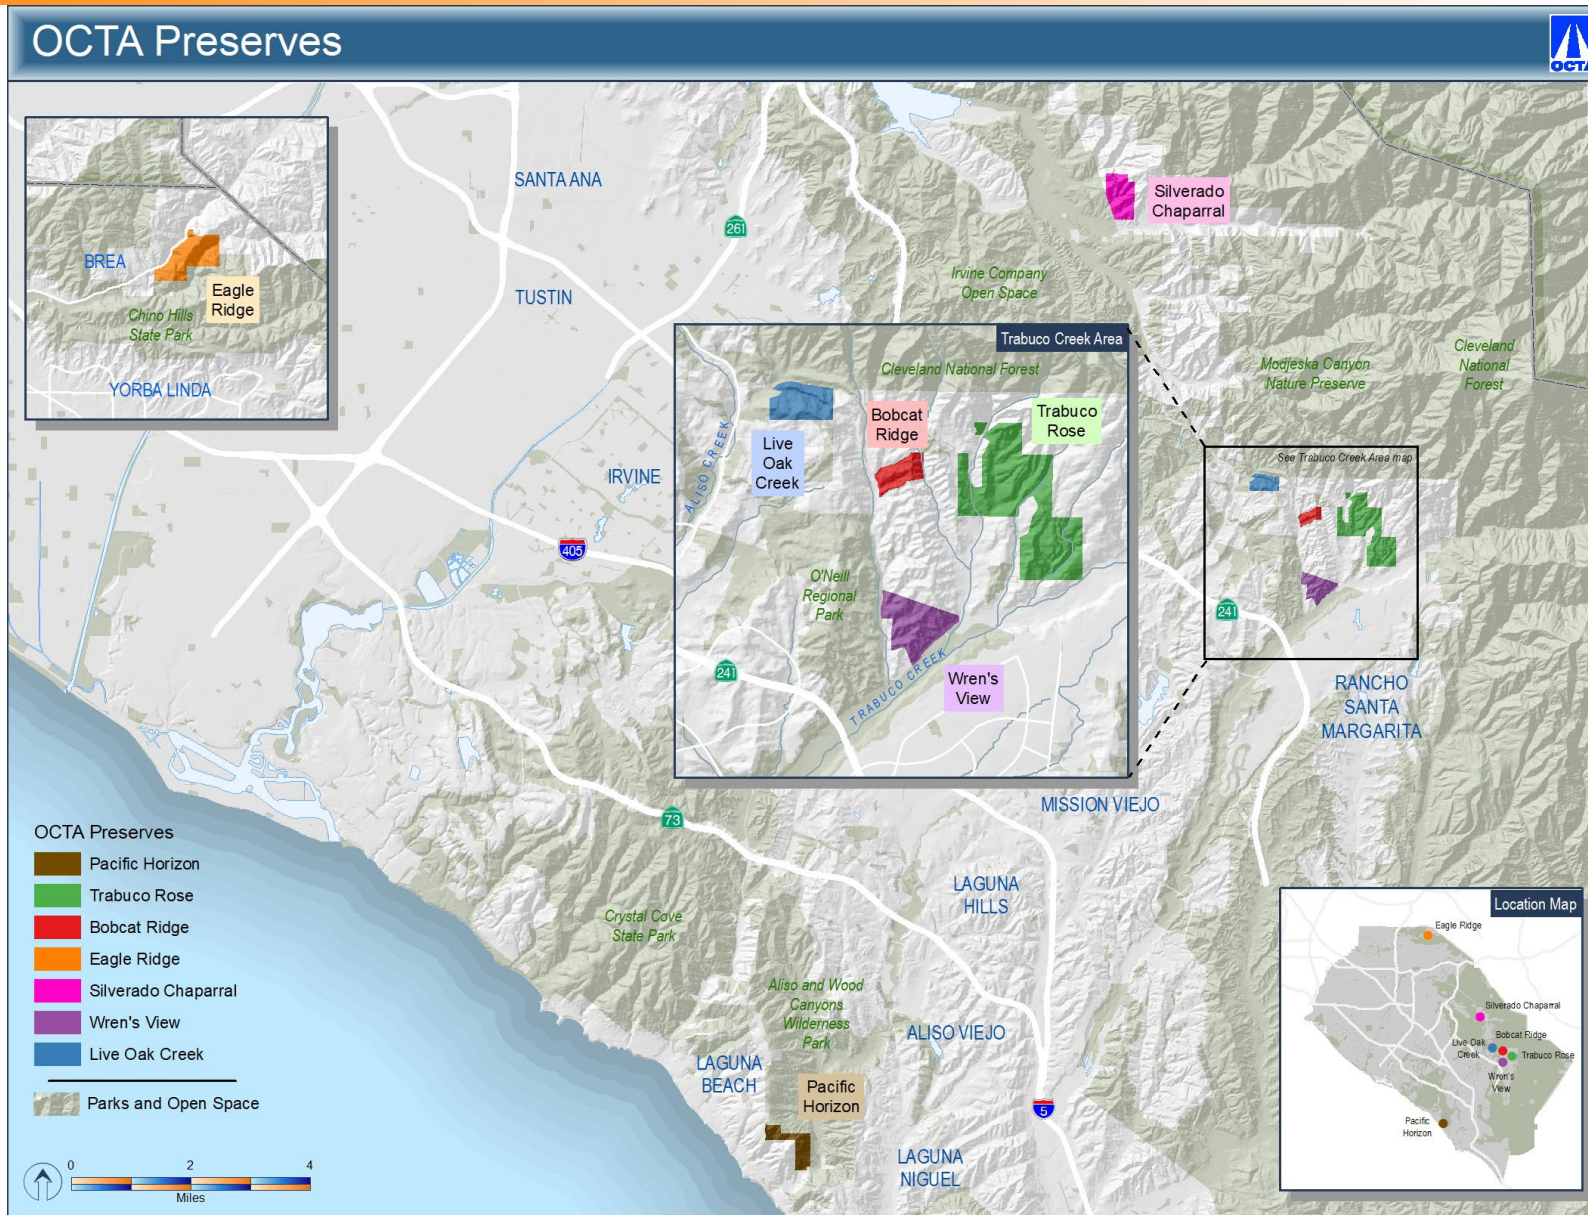 OCTA Preserves
OCTA
SANTA ANA
261
TUSTIN
IRVINE
405
BREA
Eagle
Ridge
Chino Hills
State Park
YORBA LINDA
Silverado
Chaparral
Irvine Company
Open Space
Modjeska Canyon
Nature Preserve
Cleveland
National
Forest
Trabuco Creek Area
Cleveland National Forest
Live
Oak
Creek
Bobcat
Ridge
Trabuco
Rose
ALISO CREEK
O'Neill
Regional
Park
241
TRABUCO CREEK
Wren's
View
See Trabuco Creek Area map
241
RANCHO
SANTA
MARGARITA
MISSION VIEJO
73
LAGUNA
HILLS
Crystal Cove
State Park
Aliso and Wood
Canyons
Wilderness
Park
ALISO VIEJO
LAGUNA
BEACH
Pacific
Horizon
5
LAGUNA
NIGUEL
OCTA Preserves
Pacific Horizon
Trabuco Rose
Bobcat Ridge
Eagle Ridge
Silverado Chaparral
Wren's View
Live Oak Creek
Parks and Open Space
0 2 4
Miles
Location Map
Eagle Ridge
Silverado Chaparral
Bobcat Ridge
Live Oak
Creek
Trabuco Rose
Wren's
View
Pacific
Horizon